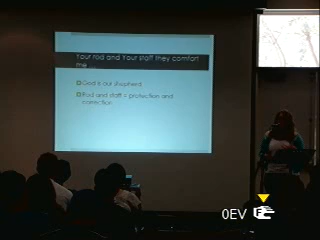 Your rod and Your staff they comfort
me ...
God is our shepherd
Rod and staff = protection and
correction
0EV